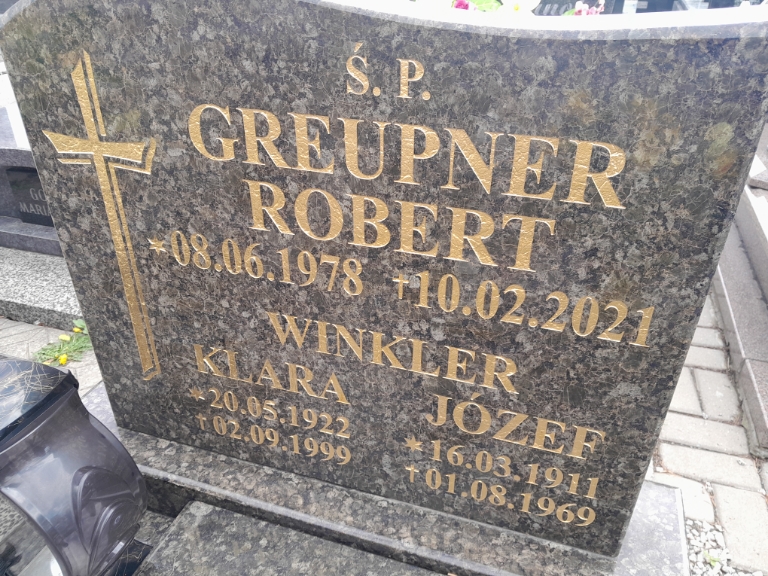 Ś. P.
GREUPNER
ROBERT
*08.06.1978 †10.02.2021
WINKLER
KLARA
*20.05.1922
†02.09.1999
JÓZEF
*16.03.1911
†01.08.1969